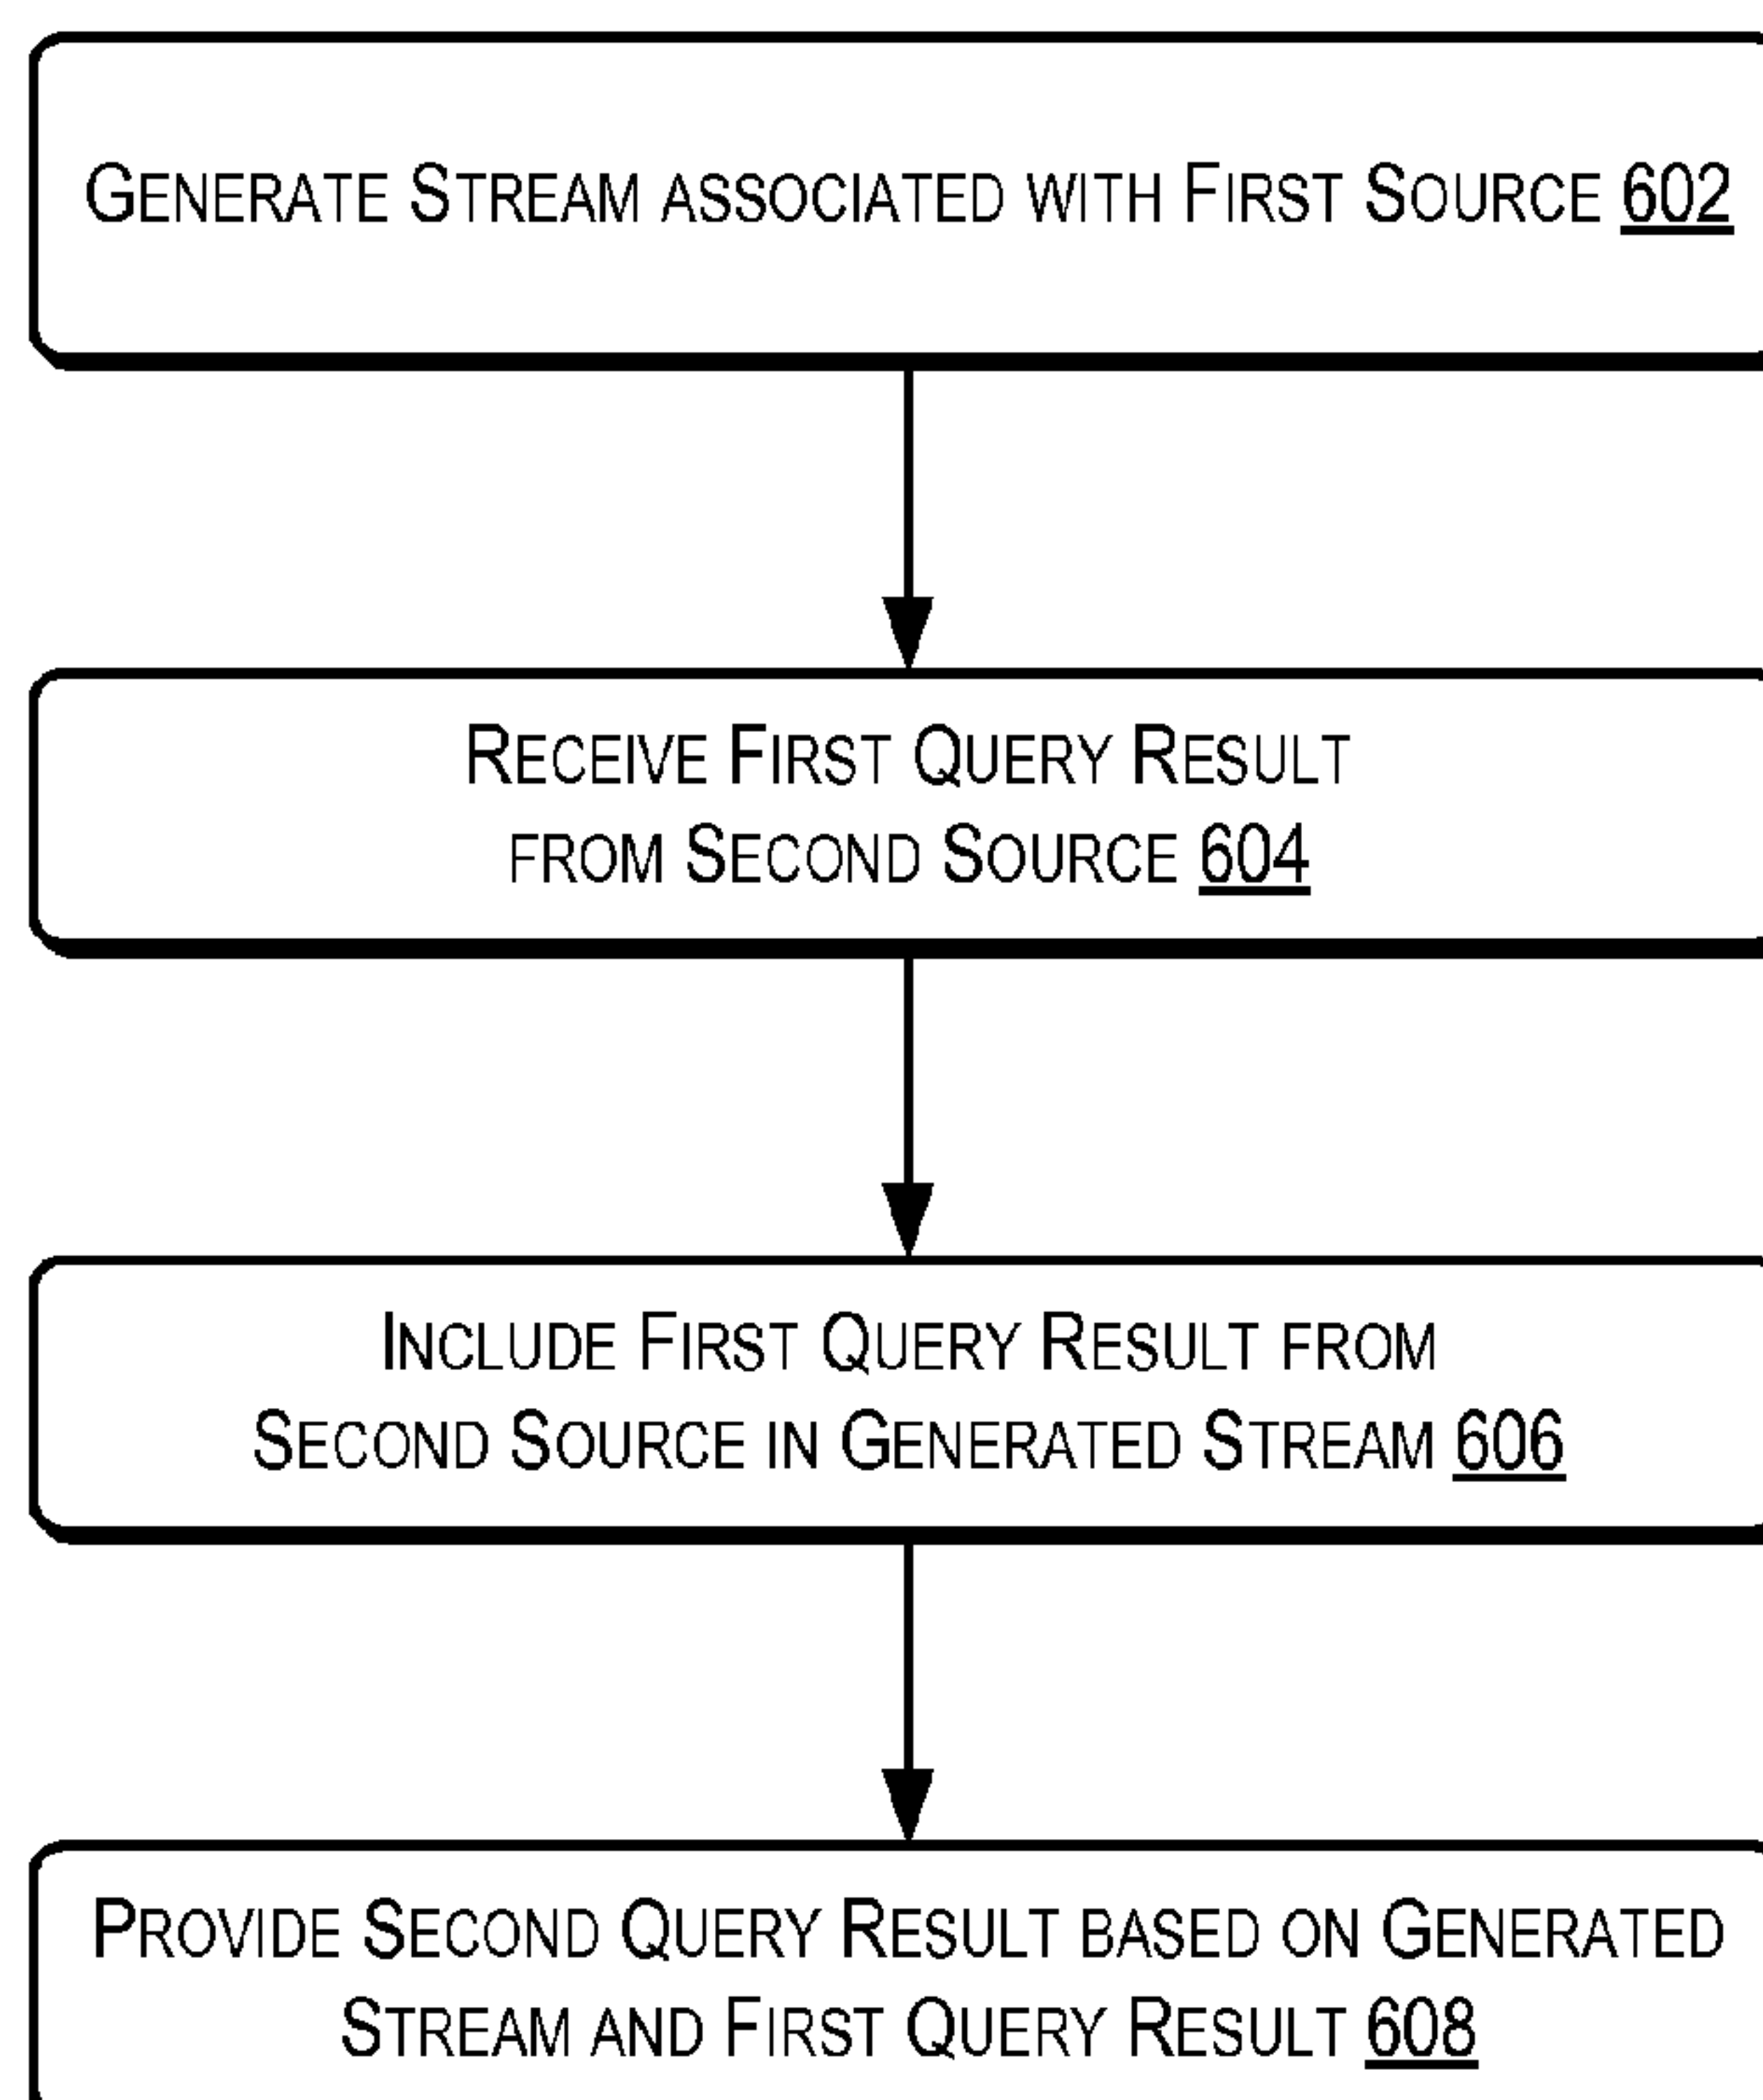 Generate Stream associated with First Source 602
Receive First Query Result
from Second Source 604
Include First Query Result from
Second Source in Generated Stream 606
Provide Second Query Result based on Generated
Stream and First Query Result 608